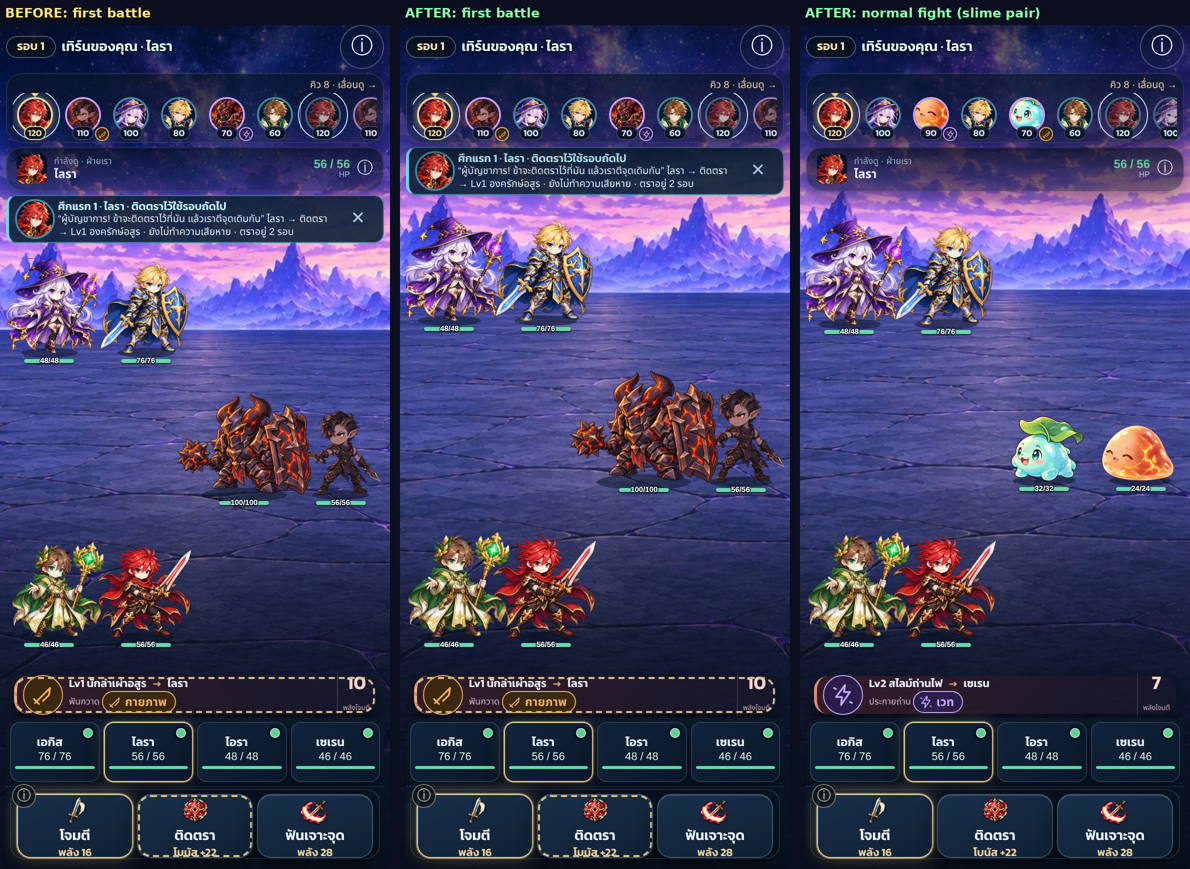 BEFORE: first battle
รอบ 1 เทิร์นของคุณ · ไลรา ⓘ
คิว 8 · เลื่อนดู →
120 110 100 80 70 60 120 110
กำลังดู · ฝ่ายเรา
ไลรา
56 / 56
HP
ศึกแรก 1 · ไลรา · ติดตราไว้ใช้รอบถัดไป
"ผู้บัญชาการ! ข้าจะติดตราไว้ที่มัน แล้วเราตีจุดเดิมกัน" ไลรา → ติดตรา
→ Lv1 องครักษ์อสูร · ยังไม่ทำความเสียหาย · ตราอยู่ 2 รอบ
48/48 76/76
100/100 56/56
46/46 56/56
Lv1 นักล่าเผ่าอสูร → ไลรา
ฟันกวาด กายภาพ
10
พลังโจมตี
เอกิส ไลรา ไอรา เซเรน
76 / 76 56 / 56 48 / 48 46 / 46
โจมตี ติดตรา ฟันเจาะจุด
พลัง 16 โบนัส +22 พลัง 28
AFTER: first battle
รอบ 1 เทิร์นของคุณ · ไลรา ⓘ
คิว 8 · เลื่อนดู →
120 110 100 80 70 60 120 110
ศึกแรก 1 · ไลรา · ติดตราไว้ใช้รอบถัดไป
"ผู้บัญชาการ! ข้าจะติดตราไว้ที่มัน แล้วเราตีจุดเดิมกัน" ไลรา → ติดตรา
→ Lv1 องครักษ์อสูร · ยังไม่ทำความเสียหาย · ตราอยู่ 2 รอบ
48/48 76/76
100/100 56/56
46/46 56/56
Lv1 นักล่าเผ่าอสูร → ไลรา
ฟันกวาด กายภาพ
10
พลังโจมตี
เอกิส ไลรา ไอรา เซเรน
76 / 76 56 / 56 48 / 48 46 / 46
โจมตี ติดตรา ฟันเจาะจุด
พลัง 16 โบนัส +22 พลัง 28
AFTER: normal fight (slime pair)
รอบ 1 เทิร์นของคุณ · ไลรา ⓘ
คิว 8 · เลื่อนดู →
120 100 90 80 70 60 120 100
กำลังดู · ฝ่ายเรา
ไลรา
56 / 56
HP
48/48 76/76
32/32 24/24
46/46 56/56
Lv2 สไลม์ถ่านไฟ → เซเรน
ประกายถ่าน เวท
7
พลังโจมตี
เอกิส ไลรา ไอรา เซเรน
76 / 76 56 / 56 48 / 48 46 / 46
โจมตี ติดตรา ฟันเจาะจุด
พลัง 16 โบนัส +22 พลัง 28